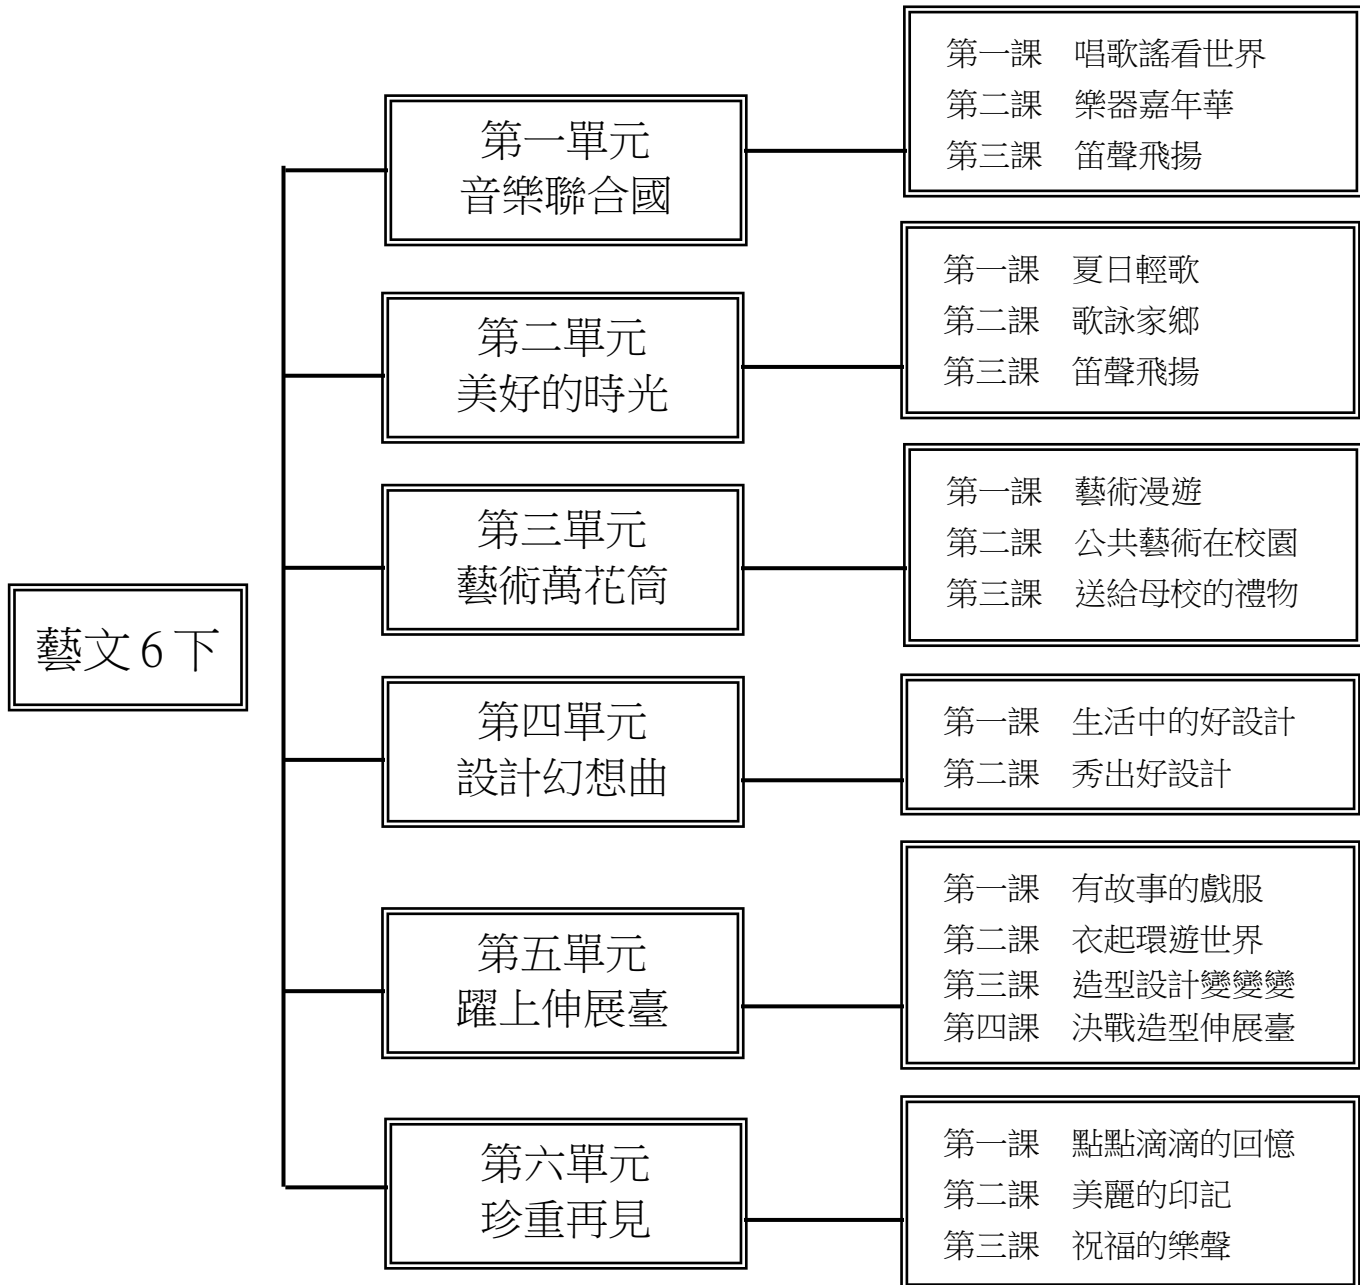 藝文6下
第一單元
音樂聯合國
第一課　唱歌謠看世界
第二課　樂器嘉年華
第三課　笛聲飛揚
第二單元
美好的時光
第一課　夏日輕歌
第二課　歌詠家鄉
第三課　笛聲飛揚
第三單元
藝術萬花筒
第一課　藝術漫遊
第二課　公共藝術在校園
第三課　送給母校的禮物
第四單元
設計幻想曲
第一課　生活中的好設計
第二課　秀出好設計
第五單元
躍上伸展臺
第一課　有故事的戲服
第二課　衣起環遊世界
第三課　造型設計變變變
第四課　決戰造型伸展臺
第六單元
珍重再見
第一課　點點滴滴的回憶
第二課　美麗的印記
第三課　祝福的樂聲